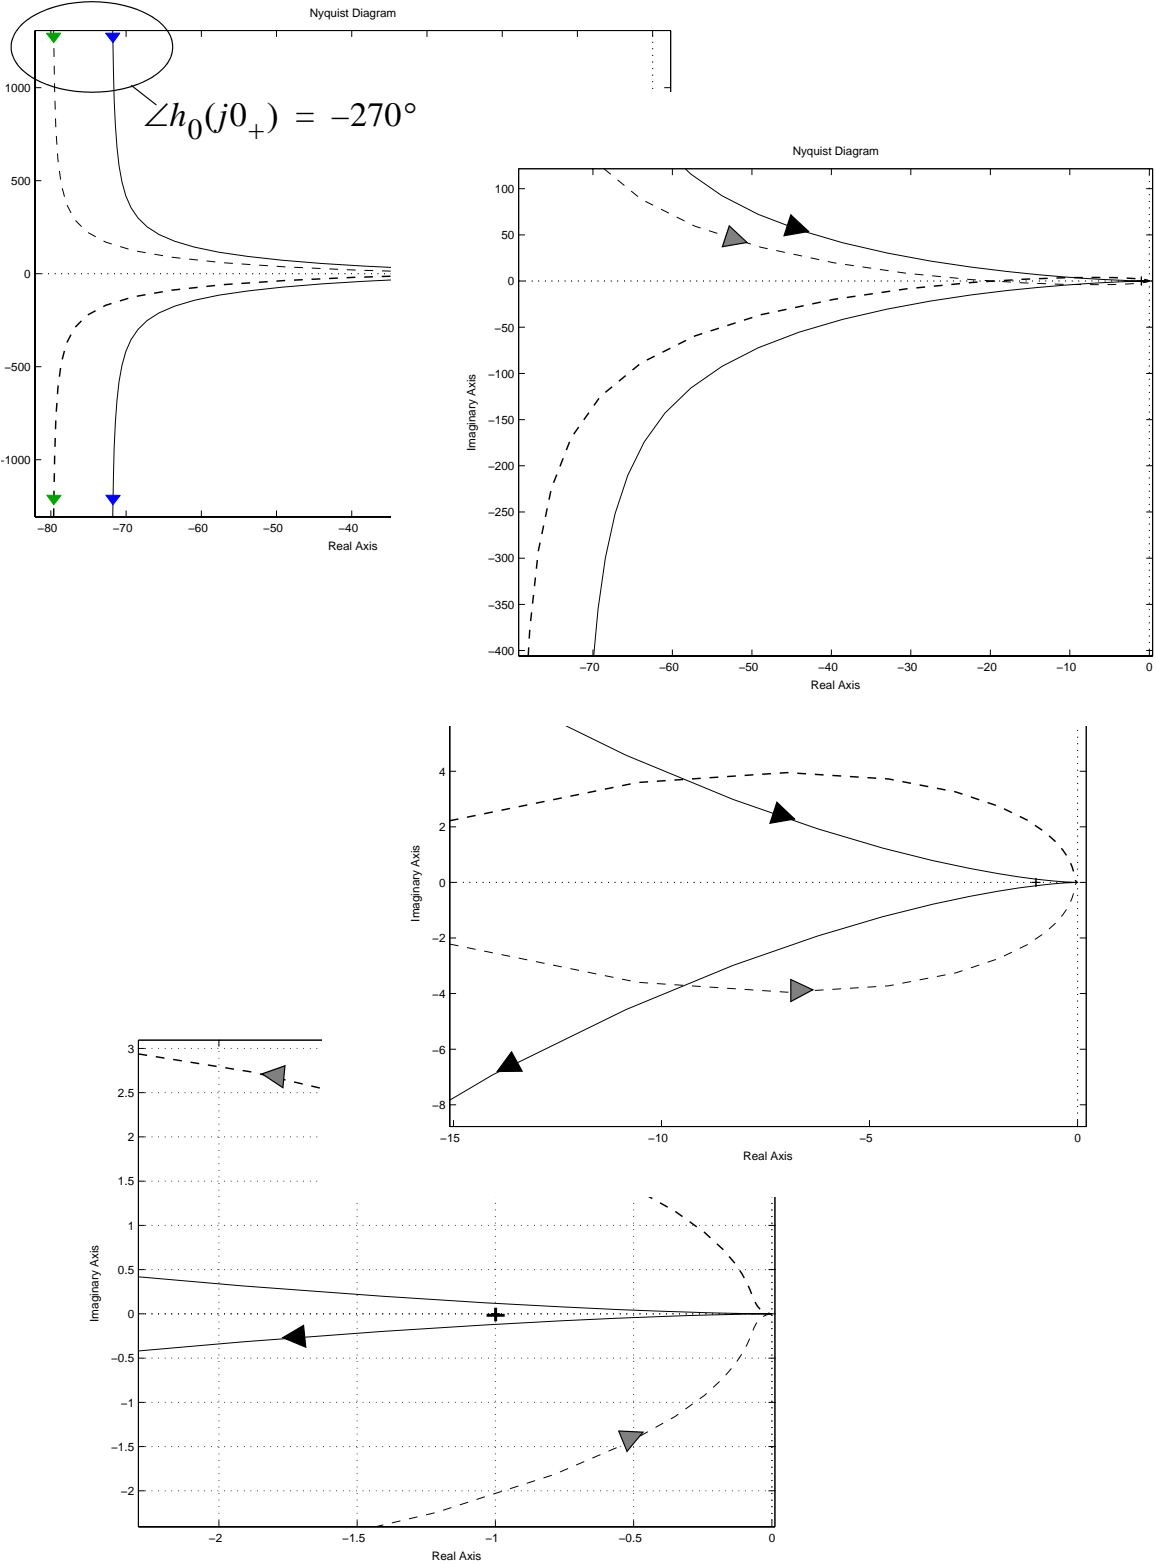 Nyquist Diagram
1000
∠h₀(j0₊) = −270°
500
0
−500
−1000
−80 −70 −60 −50 −40
Real Axis
Nyquist Diagram
100
50
0
−50
−100
−150
−200
−250
−300
−350
−400
Imaginary Axis
−70 −60 −50 −40 −30 −20 −10 0
Real Axis
4
2
0
−2
−4
−6
−8
Imaginary Axis
−15 −10 −5 0
Real Axis
3
2.5
2
1.5
1
0.5
0
−0.5
−1
−1.5
−2
Imaginary Axis
−2 −1.5 −1 −0.5 0
Real Axis